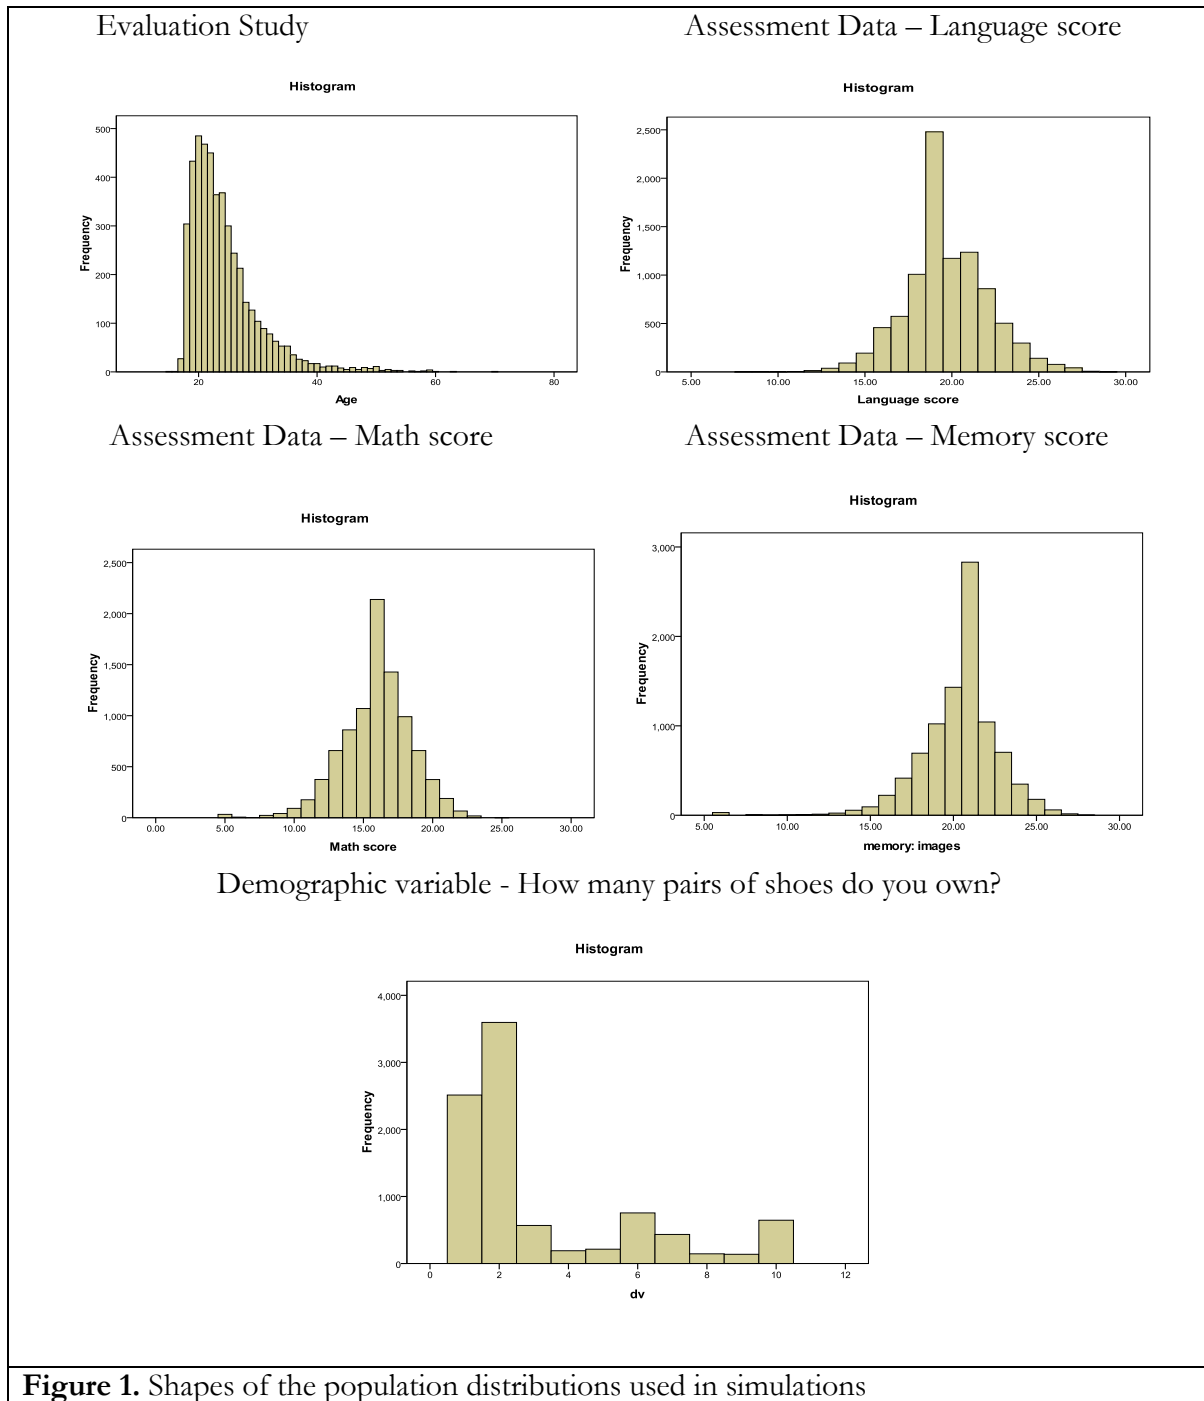 Evaluation Study
Assessment Data – Language score
Histogram
500
400
300
200
100
0
Frequency
20 40 60 80
Age
Histogram
2,500
2,000
1,500
1,000
500
0
Frequency
5.00 10.00 15.00 20.00 25.00 30.00
Language score
Assessment Data – Math score
Assessment Data – Memory score
Histogram
2,500
2,000
1,500
1,000
500
0
Frequency
0.00 5.00 10.00 15.00 20.00 25.00 30.00
Math score
Histogram
3,000
2,000
1,000
0
Frequency
5.00 10.00 15.00 20.00 25.00 30.00
memory: images
Demographic variable - How many pairs of shoes do you own?
Histogram
4,000
3,000
2,000
1,000
0
Frequency
0 2 4 6 8 10 12
dv
Figure 1. Shapes of the population distributions used in simulations